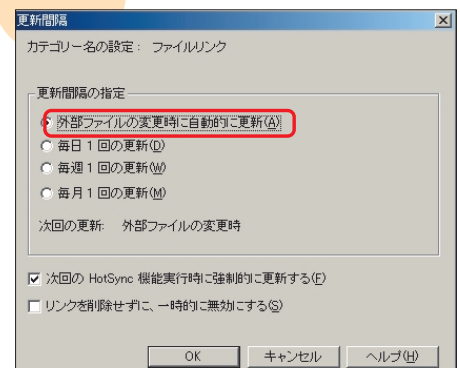 更新間隔
カテゴリー名の設定： ファイルリンク
更新間隔の指定
外部ファイルの変更時に自動的に更新(A)
毎日 1 回の更新(D)
毎週 1 回の更新(W)
毎月 1 回の更新(M)
次回の更新: 外部ファイルの変更時
次回の HotSync 機能実行時に強制的に更新する(F)
リンクを削除せずに、一時的に無効にする(S)
OK キャンセル ヘルプ(H)